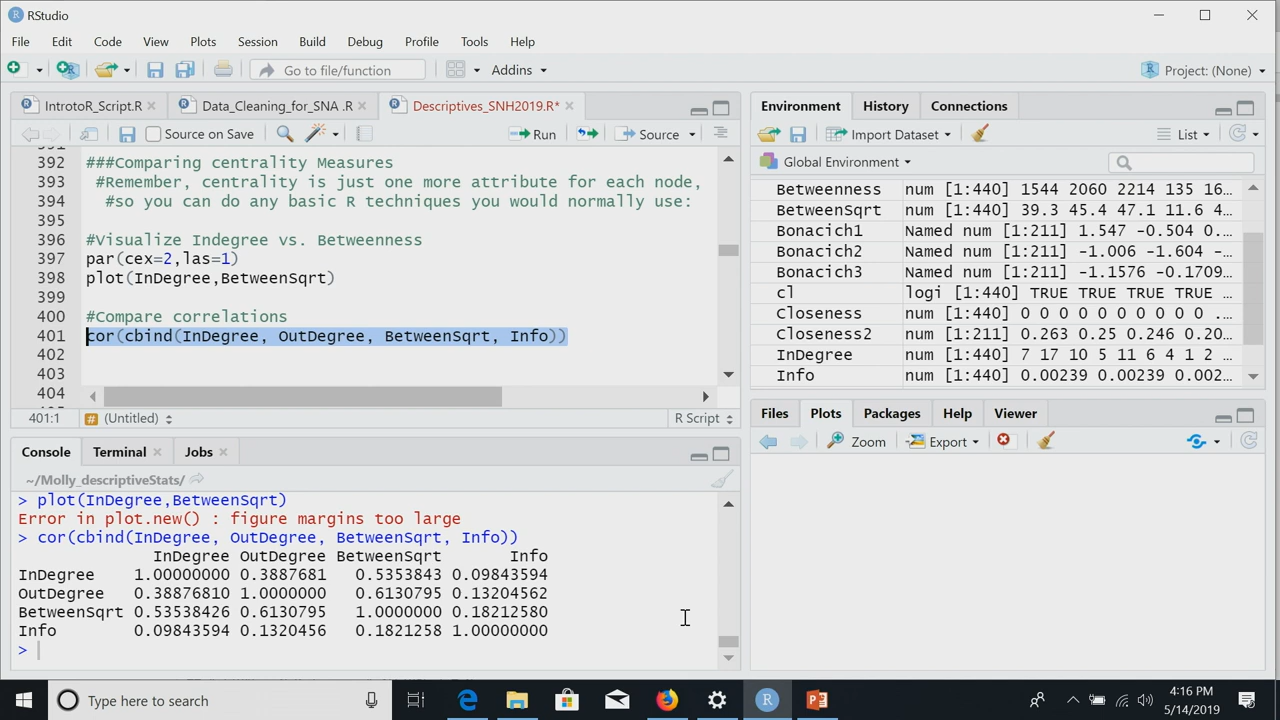 RStudio
File Edit Code View Plots Session Build Debug Profile Tools Help
Go to file/function Addins Project: (None)
IntrotoR_Script.R Data_Cleaning_for_SNA .R Descriptives_SNH2019.R*
Source on Save Run Source
391
392 ###Comparing centrality Measures
393 #Remember, centrality is just one more attribute for each node,
394 #so you can do any basic R techniques you would normally use:
395
396 #Visualize Indegree vs. Betweenness
397 par(cex=2,las=1)
398 plot(InDegree,BetweenSqrt)
399
400 #Compare correlations
401 cor(cbind(InDegree, OutDegree, BetweenSqrt, Info))
402
403
404
401:1 # (Untitled) R Script
Console Terminal Jobs
~/Molly_descriptiveStats/
> plot(InDegree,BetweenSqrt)
Error in plot.new() : figure margins too large
> cor(cbind(InDegree, OutDegree, BetweenSqrt, Info))
InDegree OutDegree BetweenSqrt Info
InDegree 1.00000000 0.3887681 0.5353843 0.09843594
OutDegree 0.38876810 1.0000000 0.6130795 0.13204562
BetweenSqrt 0.53538426 0.6130795 1.0000000 0.18212580
Info 0.09843594 0.1320456 0.1821258 1.00000000
>
Environment History Connections
Import Dataset List
Global Environment
Betweenness num [1:440] 1544 2060 2214 135 16…
BetweenSqrt num [1:440] 39.3 45.4 47.1 11.6 4…
Bonacich1 Named num [1:211] 1.547 -0.504 0.…
Bonacich2 Named num [1:211] -1.006 -1.604 -…
Bonacich3 Named num [1:211] -1.1576 -0.1709…
cl logi [1:440] TRUE TRUE TRUE TRUE …
Closeness num [1:440] 0 0 0 0 0 0 0 0 0 .…
Closeness2 num [1:211] 0.263 0.25 0.246 0.20…
InDegree num [1:440] 7 17 10 5 11 6 4 1 2 …
Info num [1:440] 0.00239 0.00239 0.002…
Files Plots Packages Help Viewer
Zoom Export
Type here to search
4:16 PM
5/14/2019